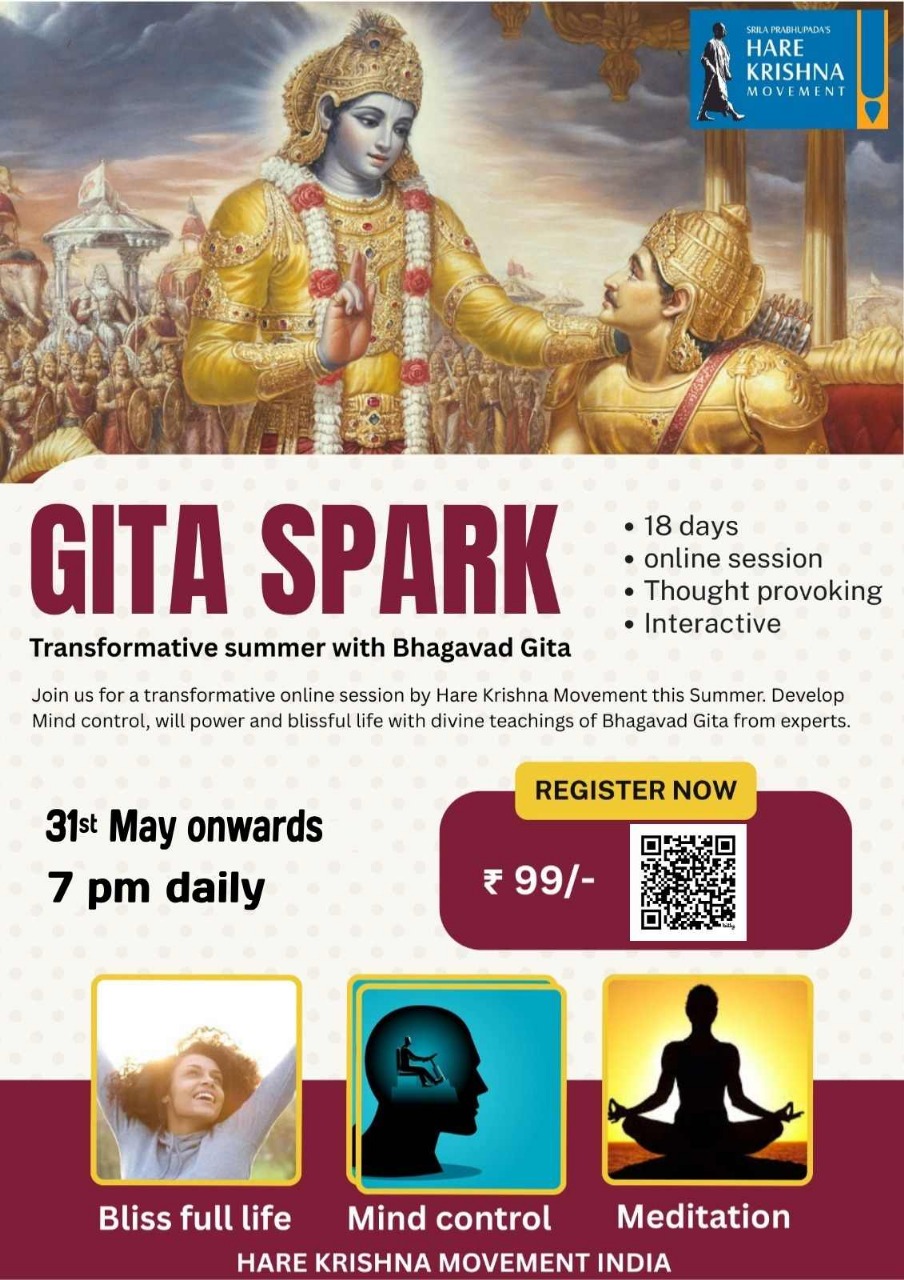 SRILA PRABHUPADA'S
HARE
KRISHNA
MOVEMENT
GITA SPARK
Transformative summer with Bhagavad Gita
• 18 days
• online session
• Thought provoking
• Interactive
Join us for a transformative online session by Hare Krishna Movement this Summer. Develop
Mind control, will power and blissful life with divine teachings of Bhagavad Gita from experts.
31st May onwards
7 pm daily
REGISTER NOW
₹ 99/-
bitly
Bliss full life
Mind control
Meditation
HARE KRISHNA MOVEMENT INDIA